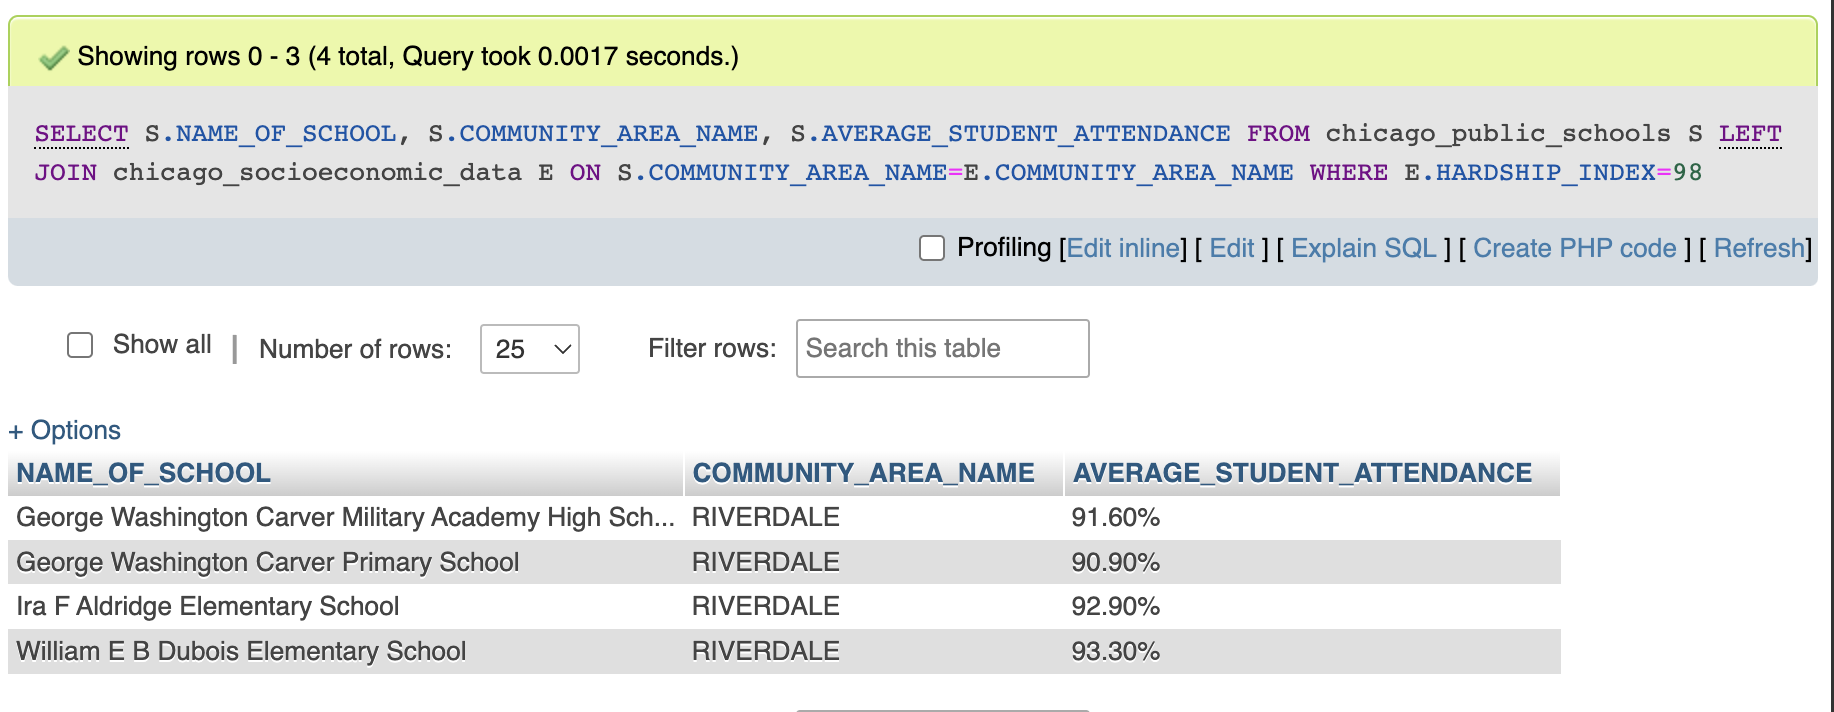 Showing rows 0 - 3 (4 total, Query took 0.0017 seconds.)
SELECT S.NAME_OF_SCHOOL, S.COMMUNITY_AREA_NAME, S.AVERAGE_STUDENT_ATTENDANCE FROM chicago_public_schools S LEFT
JOIN chicago_socioeconomic_data E ON S.COMMUNITY_AREA_NAME=E.COMMUNITY_AREA_NAME WHERE E.HARDSHIP_INDEX=98
Profiling [Edit inline] [ Edit ] [ Explain SQL ] [ Create PHP code ] [ Refresh]
Show all | Number of rows: 25 Filter rows: Search this table
+ Options
NAME_OF_SCHOOL COMMUNITY_AREA_NAME AVERAGE_STUDENT_ATTENDANCE
George Washington Carver Military Academy High Sch... RIVERDALE 91.60%
George Washington Carver Primary School RIVERDALE 90.90%
Ira F Aldridge Elementary School RIVERDALE 92.90%
William E B Dubois Elementary School RIVERDALE 93.30%